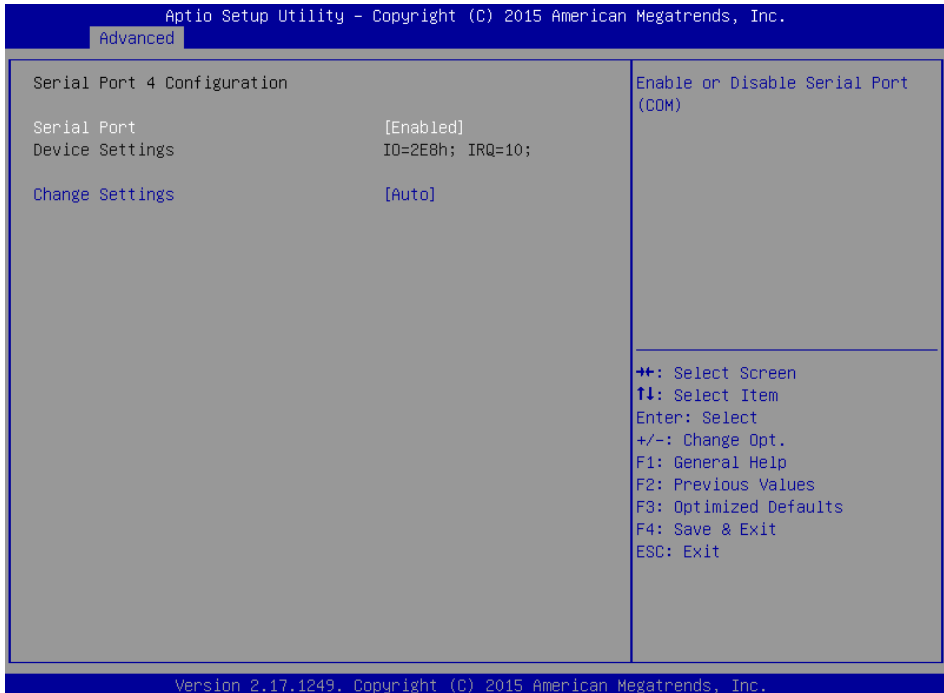 Aptio Setup Utility – Copyright (C) 2015 American Megatrends, Inc.
Advanced
Serial Port 4 Configuration
Serial Port [Enabled]
Device Settings IO=2E8h; IRQ=10;
Change Settings [Auto]
Enable or Disable Serial Port
(COM)
→←: Select Screen
↑↓: Select Item
Enter: Select
+/-: Change Opt.
F1: General Help
F2: Previous Values
F3: Optimized Defaults
F4: Save & Exit
ESC: Exit
Version 2.17.1249. Copyright (C) 2015 American Megatrends, Inc.